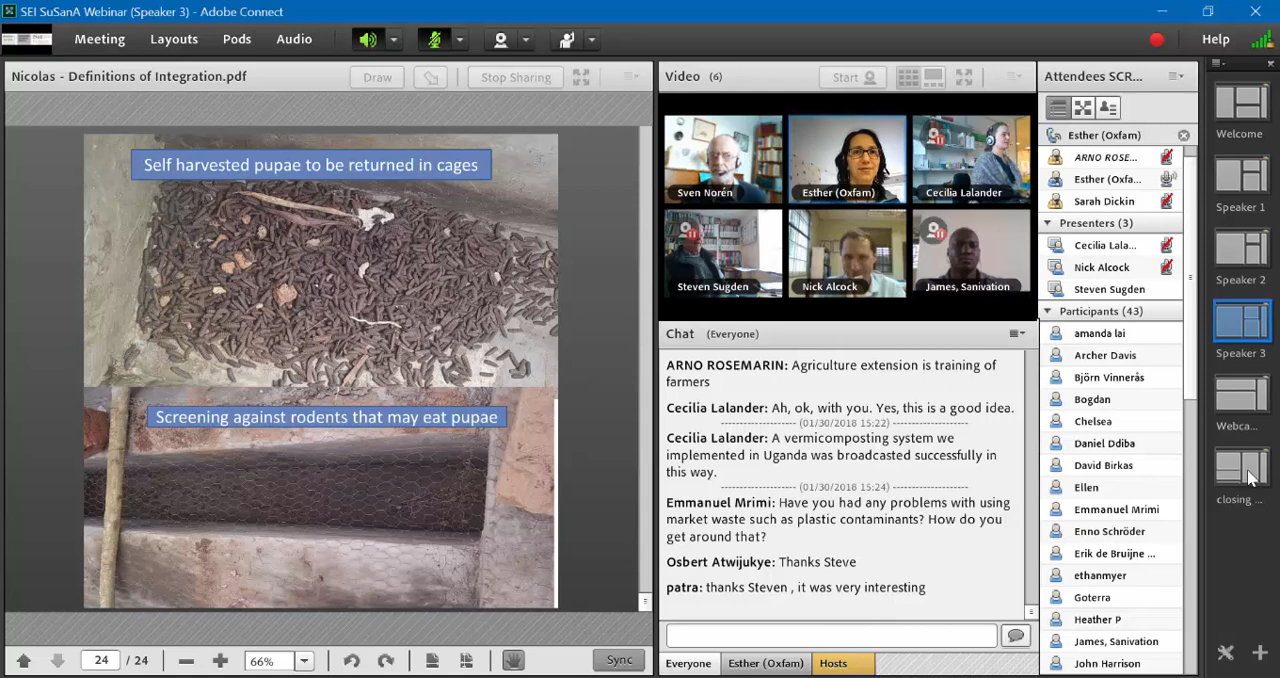 SEI SuSanA Webinar (Speaker 3) - Adobe Connect
Meeting Layouts Pods Audio Help
Nicolas - Definitions of Integration.pdf
Draw
Stop Sharing
Self harvested pupae to be returned in cages
Screening against rodents that may eat pupae
24 / 24
66%
Sync
Video (6)
Start
Sven Norén
Esther (Oxfam)
Cecilia Lalander
Steven Sugden
Nick Alcock
James, Sanivation
Chat (Everyone)
ARNO ROSEMARIN: Agriculture extension is training of
farmers
Cecilia Lalander: Ah, ok, with you. Yes, this is a good idea.
------------------ (01/30/2018 15:22) ------------------
Cecilia Lalander: A vermicomposting system we
implemented in Uganda was broadcasted successfully in
this way.
------------------ (01/30/2018 15:24) ------------------
Emmanuel Mrimi: Have you had any problems with using
market waste such as plastic contaminants? How do you
get around that?
Osbert Atwijukye: Thanks Steve
patra: thanks Steven , it was very interesting
Everyone
Esther (Oxfam)
Hosts
Attendees SCR...
Esther (Oxfam)
ARNO ROSE...
Esther (Oxfa...
Sarah Dickin
Presenters (3)
Cecilia Lala...
Nick Alcock
Steven Sugden
Participants (43)
amanda lai
Archer Davis
Björn Vinnerås
Bogdan
Chelsea
Daniel Ddiba
David Birkas
Ellen
Emmanuel Mrimi
Enno Schröder
Erik de Bruijne ...
ethanmyer
Goterra
Heather P
James, Sanivation
John Harrison
Welcome
Speaker 1
Speaker 2
Speaker 3
Webca...
closing ...